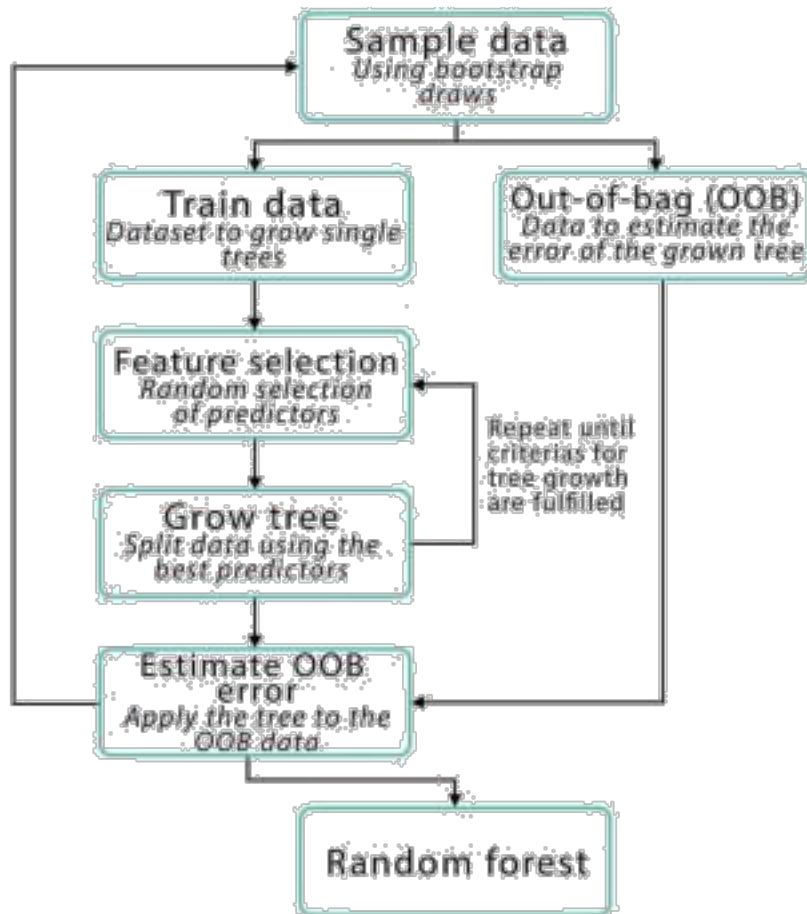 Sample data
Using bootstrap
draws
Train data
Dataset to grow single
trees
Out-of-bag (OOB)
Data to estimate the
error of the grown tree
Feature selection
Random selection
of predictors
Repeat until
criterias for
tree growth
are fulfilled
Grow tree
Split data using the
best predictors
Estimate OOB
error
Apply the tree to the
OOB data
Random forest